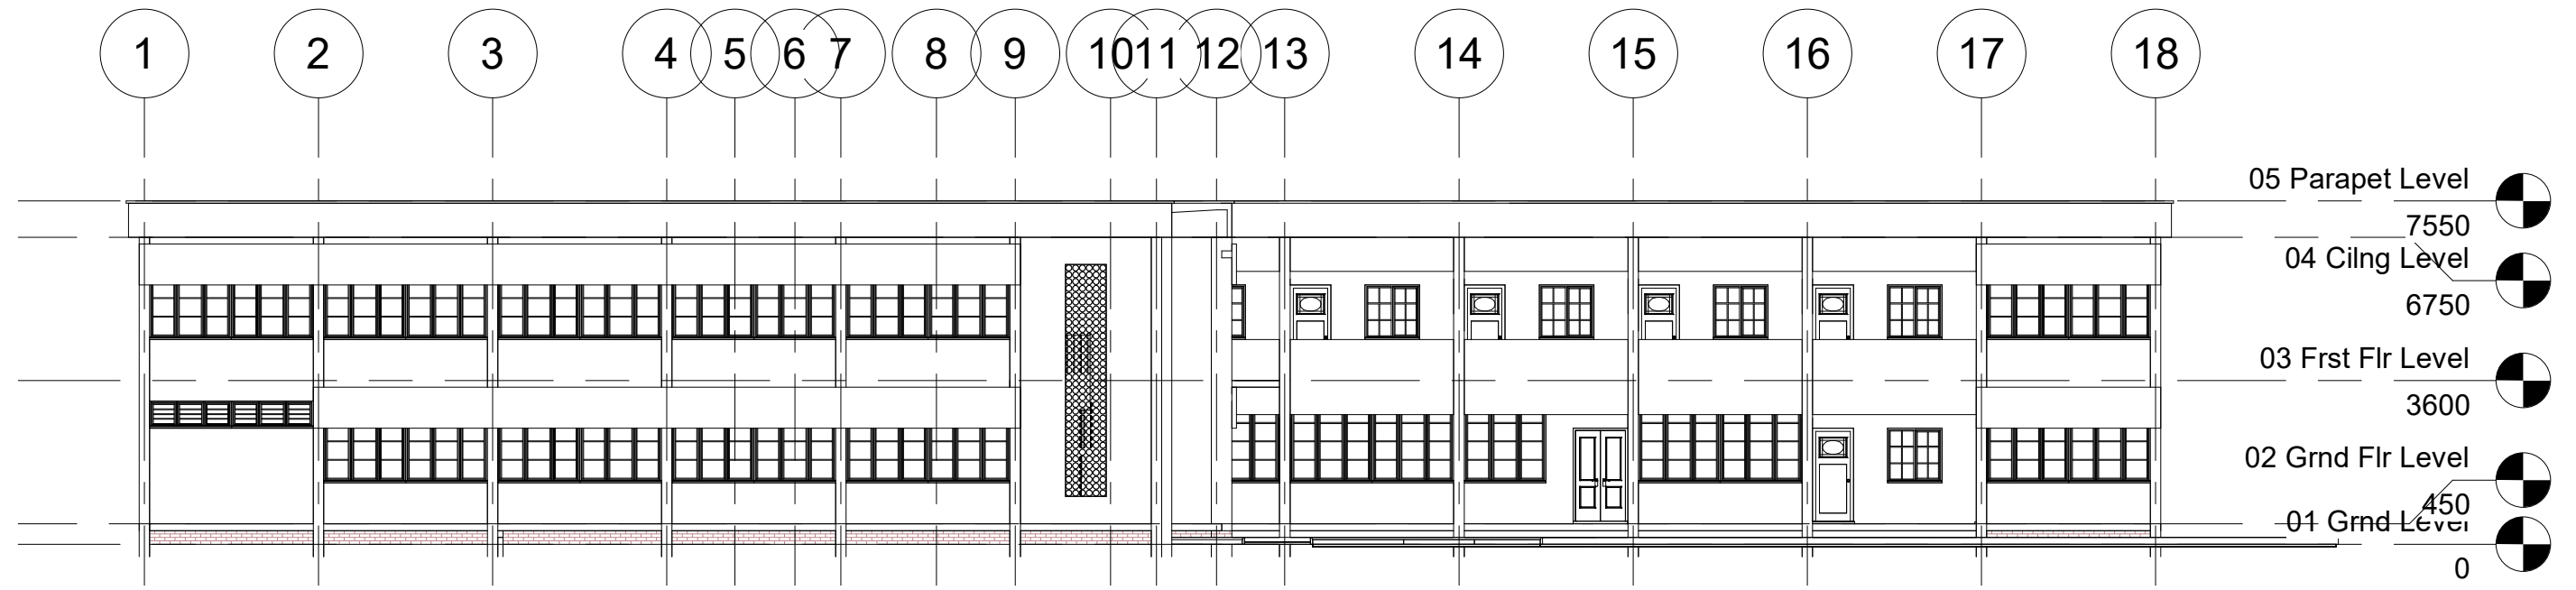 1 2 3 4 5 6 7 8 9 10 11 12 13 14 15 16 17 18
05 Parapet Level
7550
04 Cilng Level
6750
03 Frst Flr Level
3600
02 Grnd Flr Level
450
01 Grnd Level
0